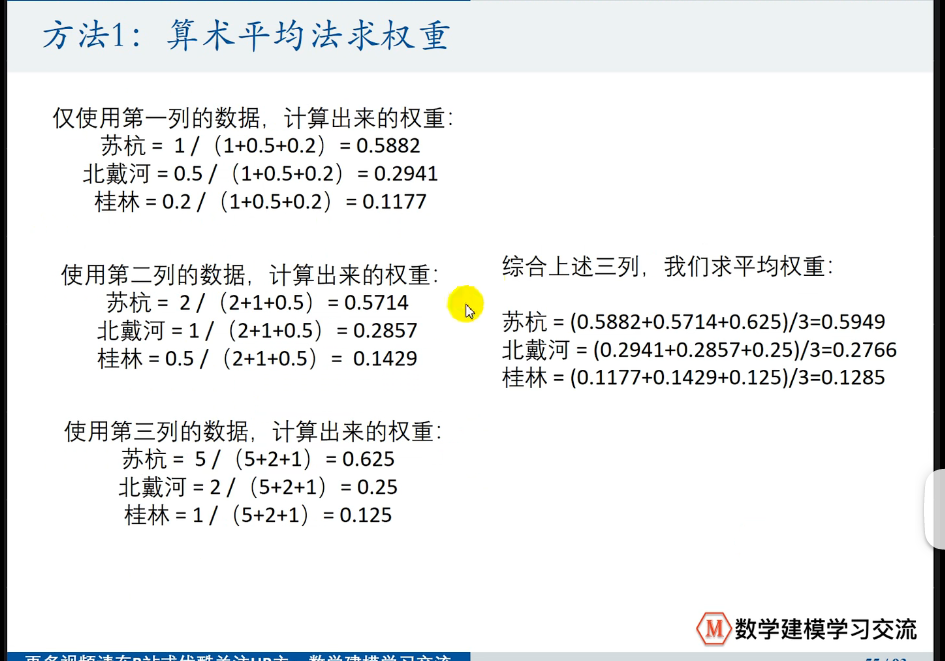 方法1：算术平均法求权重
仅使用第一列的数据，计算出来的权重：
苏杭 = 1 /（1+0.5+0.2）= 0.5882
北戴河 = 0.5 /（1+0.5+0.2）= 0.2941
桂林 = 0.2 /（1+0.5+0.2）= 0.1177
使用第二列的数据，计算出来的权重：
苏杭 = 2 /（2+1+0.5）= 0.5714
北戴河 = 1 /（2+1+0.5）= 0.2857
桂林 = 0.5 /（2+1+0.5）= 0.1429
使用第三列的数据，计算出来的权重：
苏杭 = 5 /（5+2+1）= 0.625
北戴河 = 2 /（5+2+1）= 0.25
桂林 = 1 /（5+2+1）= 0.125
综合上述三列，我们求平均权重：
苏杭 = (0.5882+0.5714+0.625)/3=0.5949
北戴河 = (0.2941+0.2857+0.25)/3=0.2766
桂林 = (0.1177+0.1429+0.125)/3=0.1285
M 数学建模学习交流